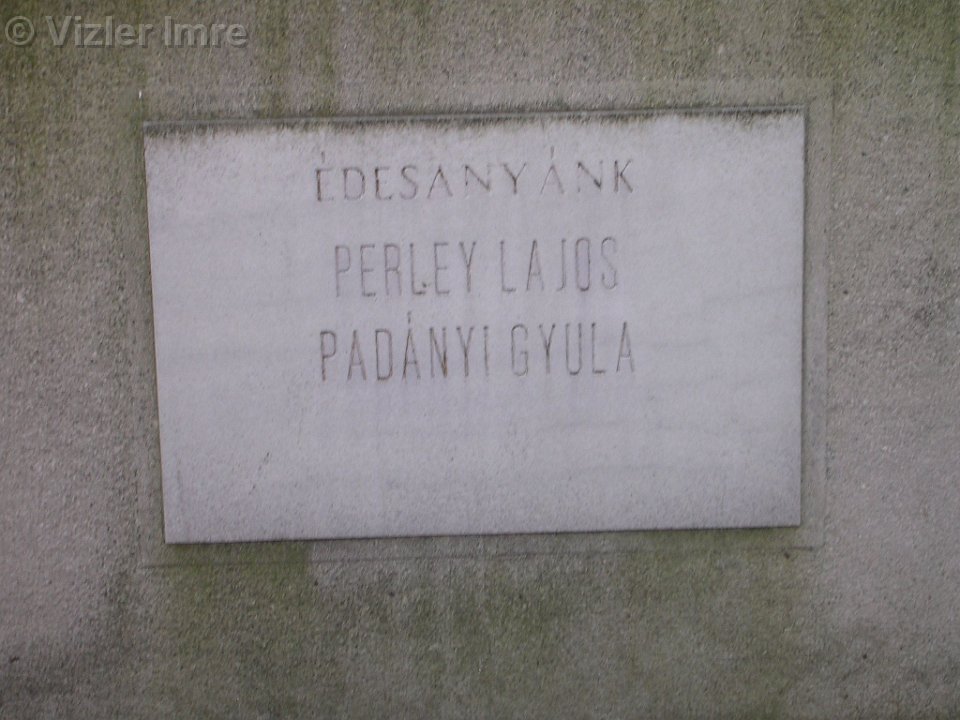 © Vizler Imre
ÉDESANYÁNK
PERLEY LAJOS
PADÁNYI GYULA